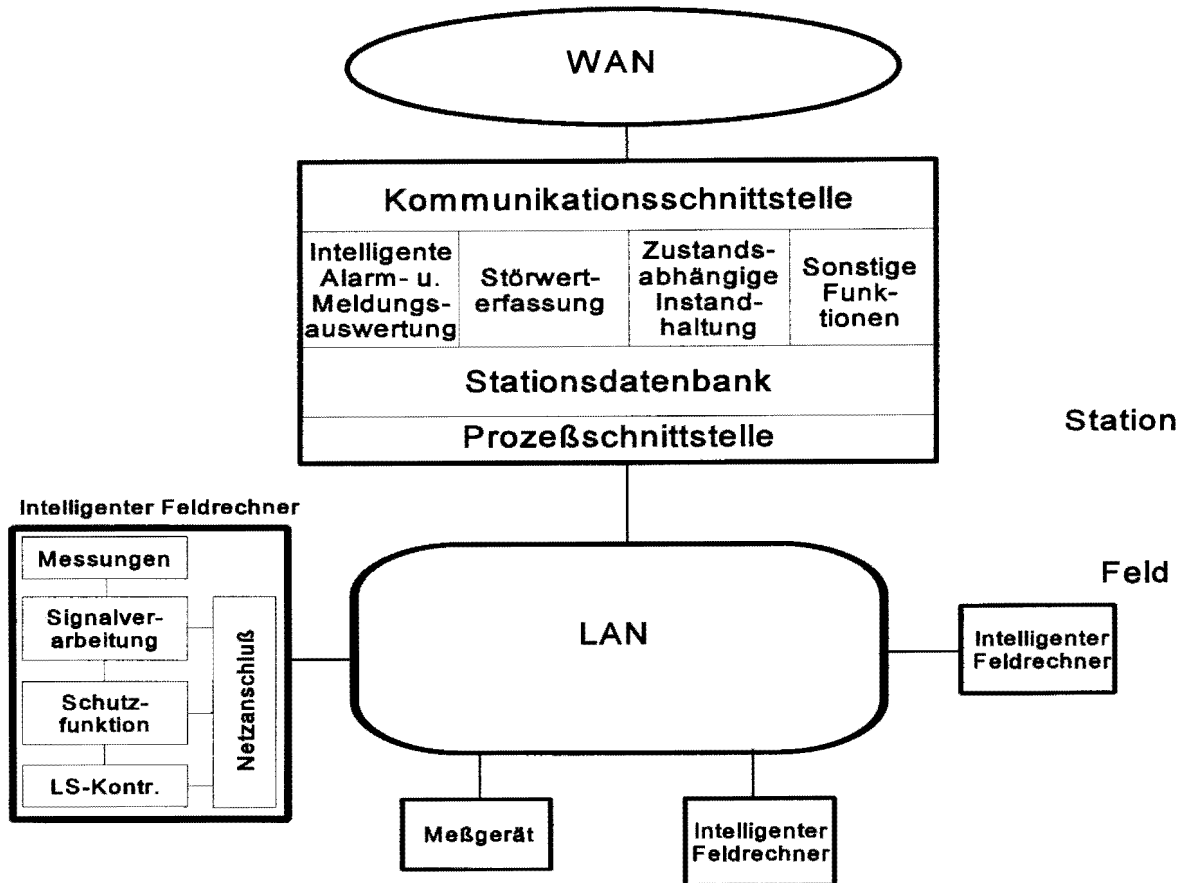 WAN
Kommunikationsschnittstelle
Intelligente
Alarm- u.
Meldungs-
auswertung
Störwert-
erfassung
Zustands-
abhängige
Instand-
haltung
Sonstige
Funk-
tionen
Stationsdatenbank
Prozeßschnittstelle
Station
Intelligenter Feldrechner
Messungen
Signalver-
arbeitung
Schutz-
funktion
LS-Kontr.
Netzanschluß
LAN
Feld
Intelligenter
Feldrechner
Meßgerät
Intelligenter
Feldrechner